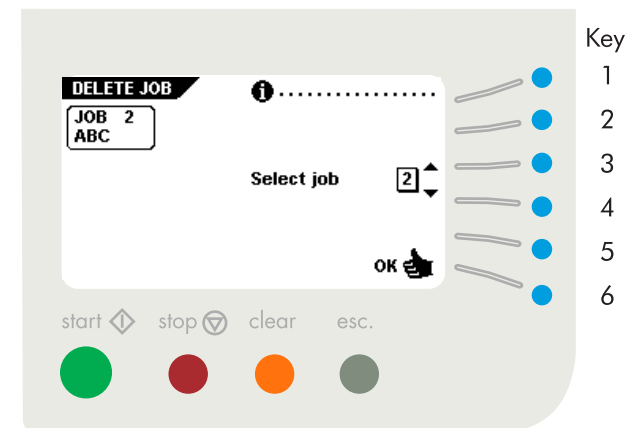 Key
DELETE JOB
JOB 2
ABC
Select job 2
OK
1
2
3
4
5
6
start stop clear esc.